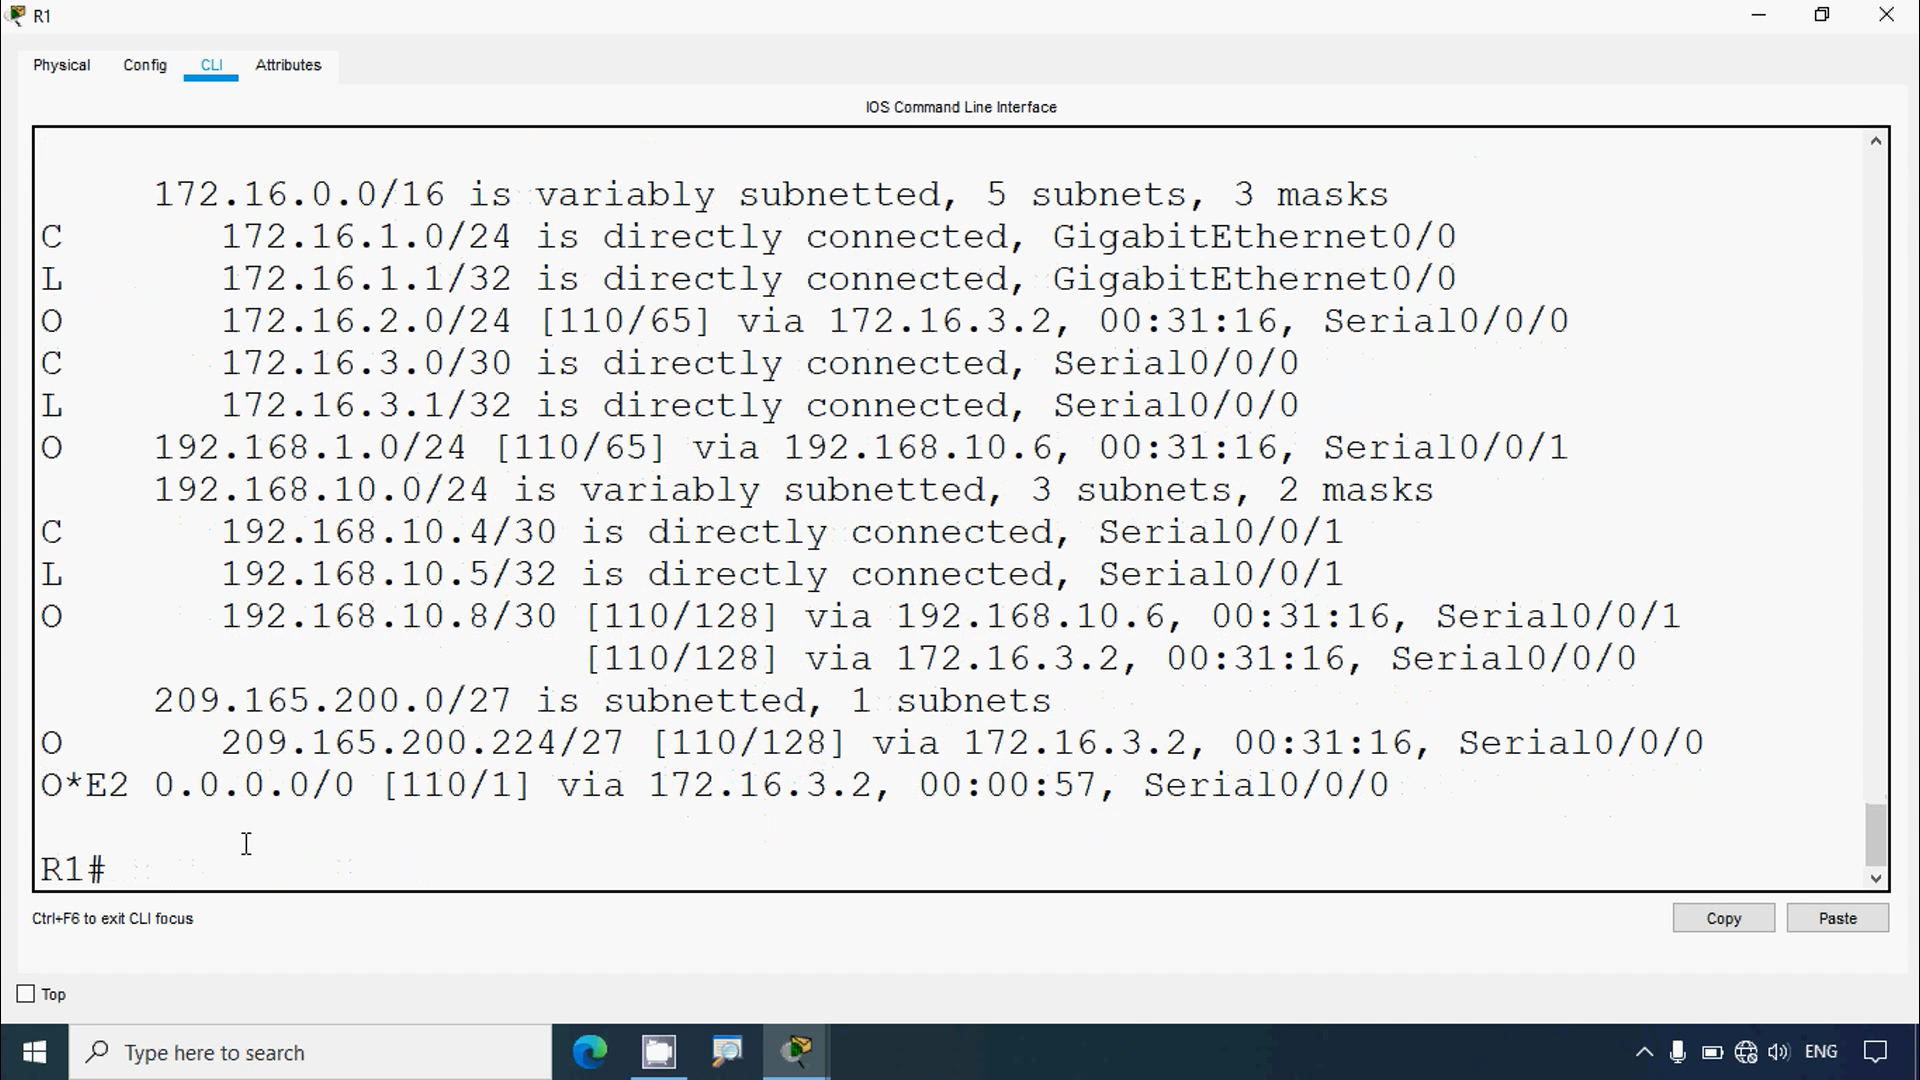 R1
Physical Config CLI Attributes
IOS Command Line Interface
172.16.0.0/16 is variably subnetted, 5 subnets, 3 masks
C 172.16.1.0/24 is directly connected, GigabitEthernet0/0
L 172.16.1.1/32 is directly connected, GigabitEthernet0/0
O 172.16.2.0/24 [110/65] via 172.16.3.2, 00:31:16, Serial0/0/0
C 172.16.3.0/30 is directly connected, Serial0/0/0
L 172.16.3.1/32 is directly connected, Serial0/0/0
O 192.168.1.0/24 [110/65] via 192.168.10.6, 00:31:16, Serial0/0/1
192.168.10.0/24 is variably subnetted, 3 subnets, 2 masks
C 192.168.10.4/30 is directly connected, Serial0/0/1
L 192.168.10.5/32 is directly connected, Serial0/0/1
O 192.168.10.8/30 [110/128] via 192.168.10.6, 00:31:16, Serial0/0/1
[110/128] via 172.16.3.2, 00:31:16, Serial0/0/0
209.165.200.0/27 is subnetted, 1 subnets
O 209.165.200.224/27 [110/128] via 172.16.3.2, 00:31:16, Serial0/0/0
O*E2 0.0.0.0/0 [110/1] via 172.16.3.2, 00:00:57, Serial0/0/0
R1#
Ctrl+F6 to exit CLI focus
Copy Paste
Top
Type here to search
ENG